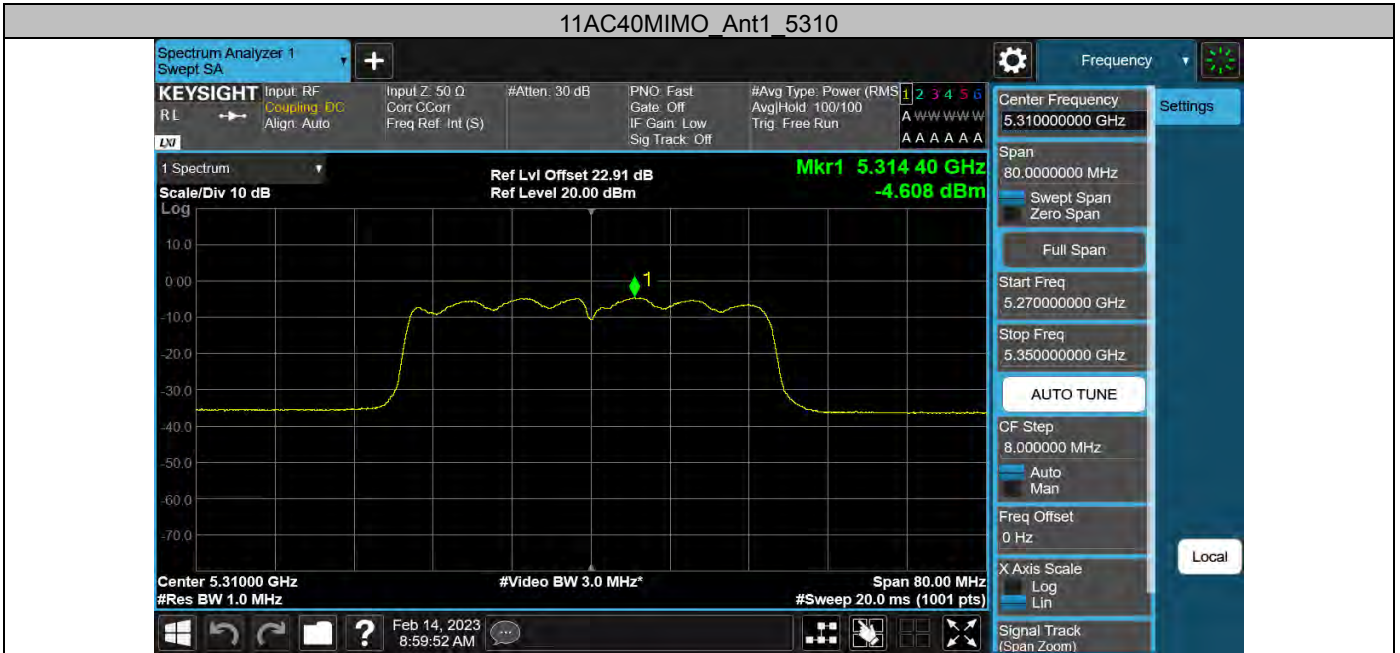 11AC40MIMO_Ant1_5310
Spectrum Analyzer 1
Swept SA
Frequency
KEYSIGHT
RL
LXI
Input: RF
Coupling: DC
Align: Auto
Input Z: 50 Ω
Corr CCorr
Freq Ref: Int (S)
#Atten: 30 dB
PNO: Fast
Gate: Off
IF Gain: Low
Sig Track: Off
#Avg Type: Power (RMS
Avg|Hold: 100/100
Trig: Free Run
1 2 3 4 5 6
A W W W W W
A A A A A A
1 Spectrum
Scale/Div 10 dB
Log
Ref Lvl Offset 22.91 dB
Ref Level 20.00 dBm
Mkr1 5.314 40 GHz
-4.608 dBm
10.0
0.00
-10.0
-20.0
-30.0
-40.0
-50.0
-60.0
-70.0
1
Center 5.31000 GHz
#Res BW 1.0 MHz
#Video BW 3.0 MHz*
Span 80.00 MHz
#Sweep 20.0 ms (1001 pts)
Center Frequency
5.310000000 GHz
Settings
Span
80.0000000 MHz
Swept Span
Zero Span
Full Span
Start Freq
5.270000000 GHz
Stop Freq
5.350000000 GHz
AUTO TUNE
CF Step
8.000000 MHz
Auto
Man
Freq Offset
0 Hz
Local
X Axis Scale
Log
Lin
Signal Track
(Span Zoom)
Feb 14, 2023
8:59:52 AM